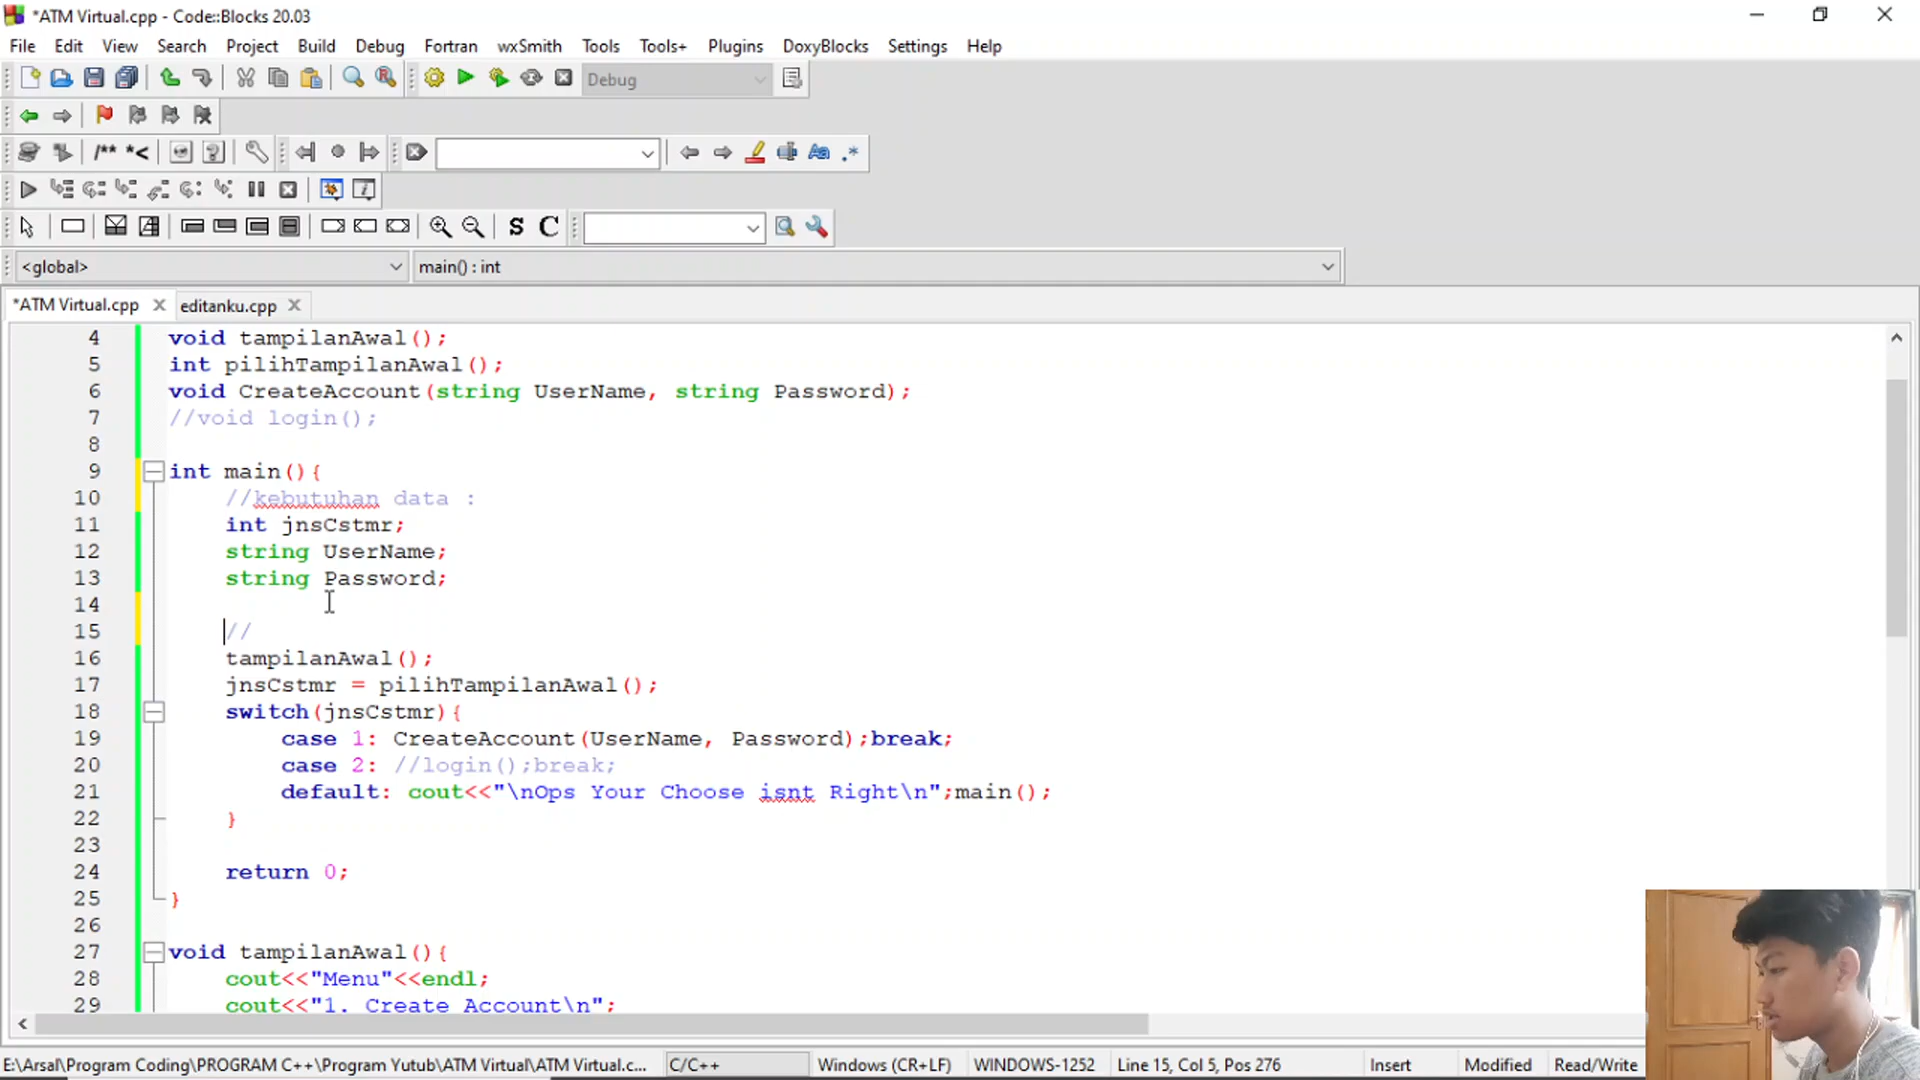 *ATM Virtual.cpp - Code::Blocks 20.03
File Edit View Search Project Build Debug Fortran wxSmith Tools Tools+ Plugins DoxyBlocks Settings Help
Debug
/** *<
S C
<global> main() : int
*ATM Virtual.cpp editanku.cpp
4 void tampilanAwal();
5 int pilihTampilanAwal();
6 void CreateAccount(string UserName, string Password);
7 //void login();
8
9 int main(){
10 //kebutuhan data :
11 int jnsCstmr;
12 string UserName;
13 string Password;
14
15 //
16 tampilanAwal();
17 jnsCstmr = pilihTampilanAwal();
18 switch(jnsCstmr){
19 case 1: CreateAccount(UserName, Password);break;
20 case 2: //login();break;
21 default: cout<<"\nOps Your Choose isnt Right\n";main();
22 }
23
24 return 0;
25 }
26
27 void tampilanAwal(){
28 cout<<"Menu"<<endl;
29 cout<<"1. Create Account\n";
E:\Arsal\Program Coding\PROGRAM C++\Program Yutub\ATM Virtual\ATM Virtual.c... C/C++ Windows (CR+LF) WINDOWS-1252 Line 15, Col 5, Pos 276 Insert Modified Read/Write